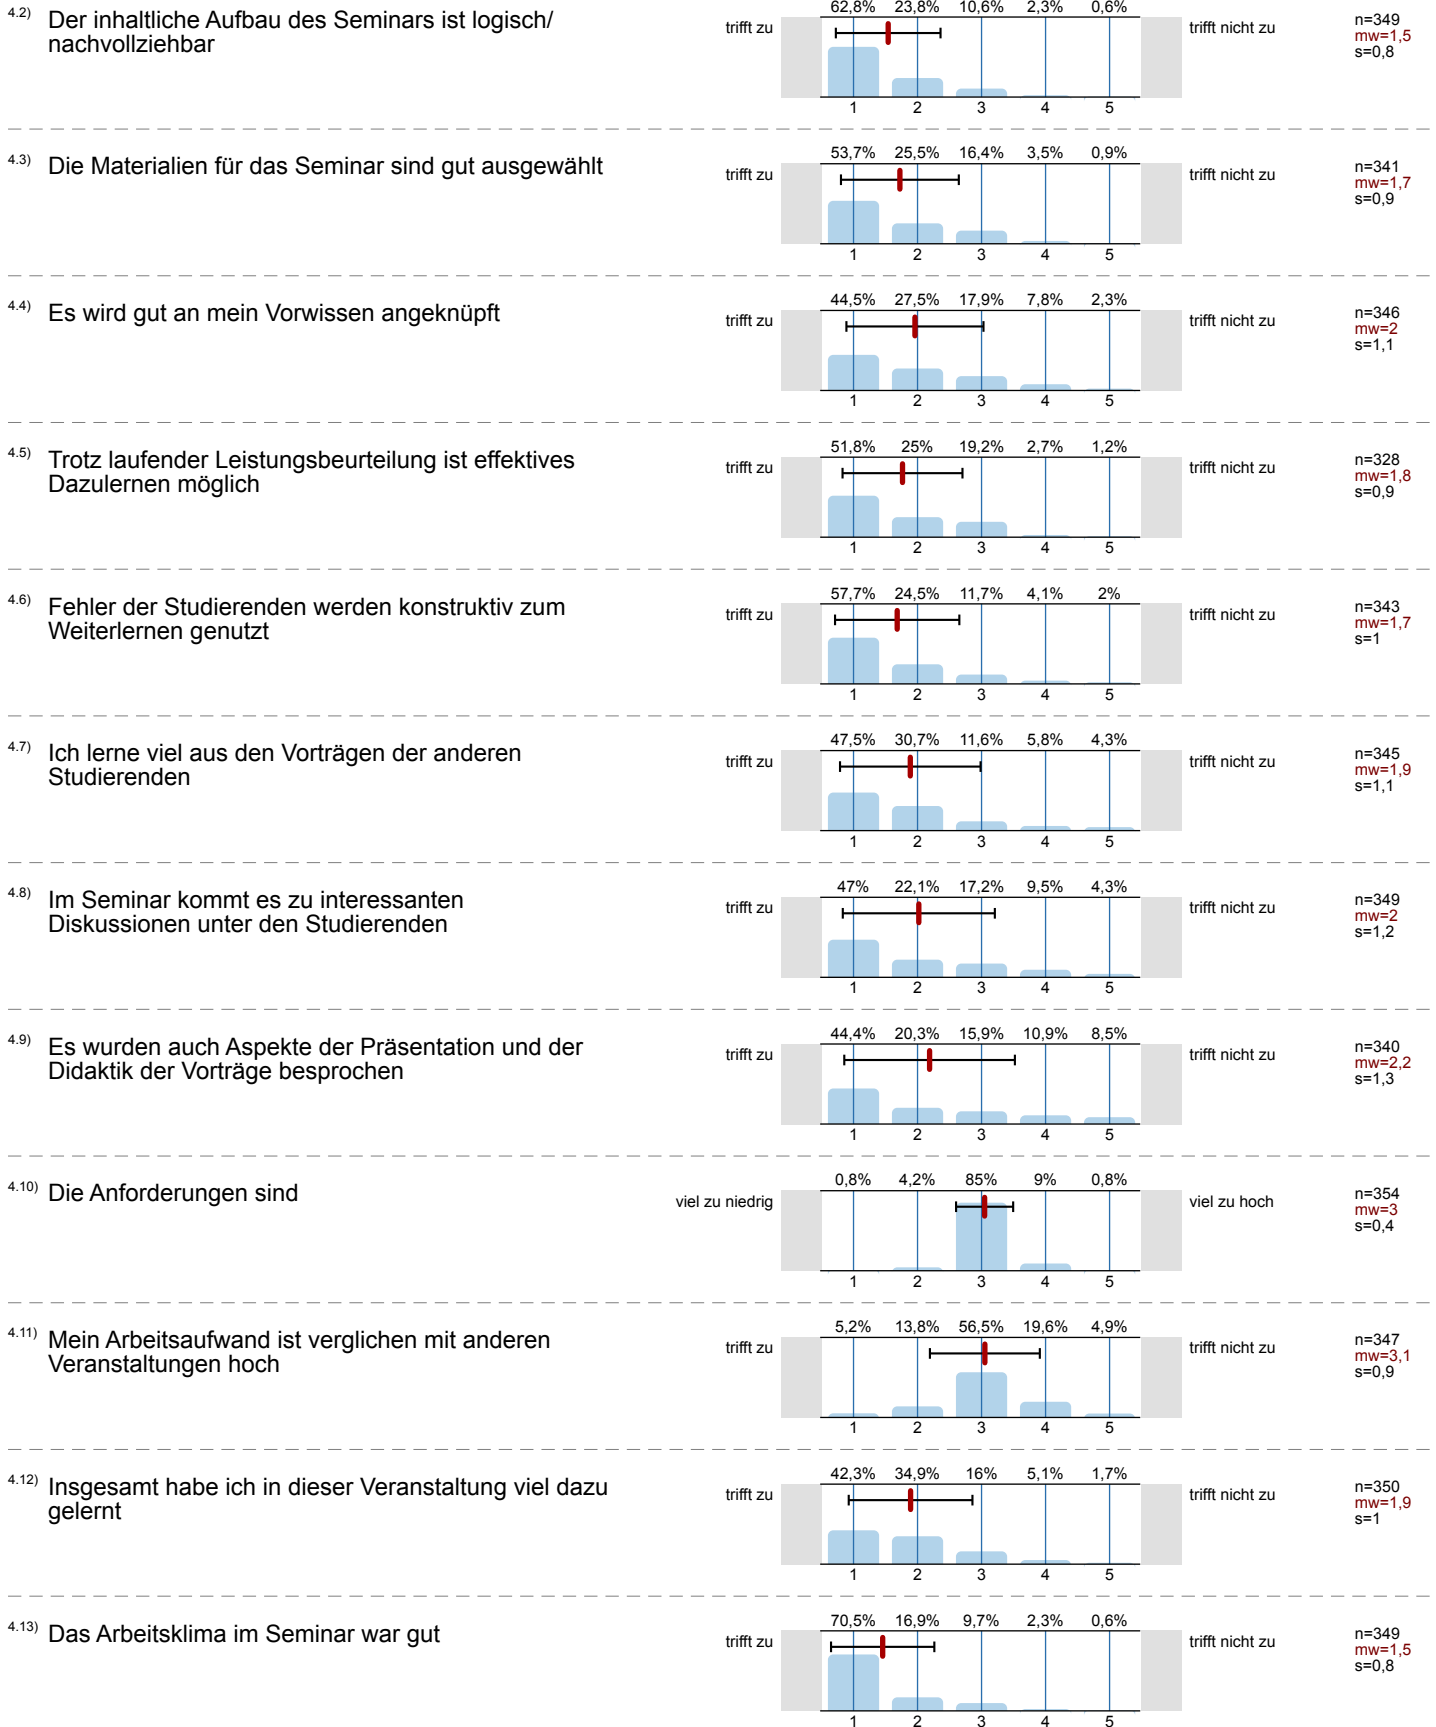 4.2) Der inhaltliche Aufbau des Seminars ist logisch/
nachvollziehbar
trifft zu
62,8% 23,8% 10,6% 2,3% 0,6%
1 2 3 4 5
trifft nicht zu
n=349
mw=1,5
s=0,8
4.3) Die Materialien für das Seminar sind gut ausgewählt
trifft zu
53,7% 25,5% 16,4% 3,5% 0,9%
1 2 3 4 5
trifft nicht zu
n=341
mw=1,7
s=0,9
4.4) Es wird gut an mein Vorwissen angeknüpft
trifft zu
44,5% 27,5% 17,9% 7,8% 2,3%
1 2 3 4 5
trifft nicht zu
n=346
mw=2
s=1,1
4.5) Trotz laufender Leistungsbeurteilung ist effektives
Dazulernen möglich
trifft zu
51,8% 25% 19,2% 2,7% 1,2%
1 2 3 4 5
trifft nicht zu
n=328
mw=1,8
s=0,9
4.6) Fehler der Studierenden werden konstruktiv zum
Weiterlernen genutzt
trifft zu
57,7% 24,5% 11,7% 4,1% 2%
1 2 3 4 5
trifft nicht zu
n=343
mw=1,7
s=1
4.7) Ich lerne viel aus den Vorträgen der anderen
Studierenden
trifft zu
47,5% 30,7% 11,6% 5,8% 4,3%
1 2 3 4 5
trifft nicht zu
n=345
mw=1,9
s=1,1
4.8) Im Seminar kommt es zu interessanten
Diskussionen unter den Studierenden
trifft zu
47% 22,1% 17,2% 9,5% 4,3%
1 2 3 4 5
trifft nicht zu
n=349
mw=2
s=1,2
4.9) Es wurden auch Aspekte der Präsentation und der
Didaktik der Vorträge besprochen
trifft zu
44,4% 20,3% 15,9% 10,9% 8,5%
1 2 3 4 5
trifft nicht zu
n=340
mw=2,2
s=1,3
4.10) Die Anforderungen sind
viel zu niedrig
0,8% 4,2% 85% 9% 0,8%
1 2 3 4 5
viel zu hoch
n=354
mw=3
s=0,4
4.11) Mein Arbeitsaufwand ist verglichen mit anderen
Veranstaltungen hoch
trifft zu
5,2% 13,8% 56,5% 19,6% 4,9%
1 2 3 4 5
trifft nicht zu
n=347
mw=3,1
s=0,9
4.12) Insgesamt habe ich in dieser Veranstaltung viel dazu
gelernt
trifft zu
42,3% 34,9% 16% 5,1% 1,7%
1 2 3 4 5
trifft nicht zu
n=350
mw=1,9
s=1
4.13) Das Arbeitsklima im Seminar war gut
trifft zu
70,5% 16,9% 9,7% 2,3% 0,6%
1 2 3 4 5
trifft nicht zu
n=349
mw=1,5
s=0,8